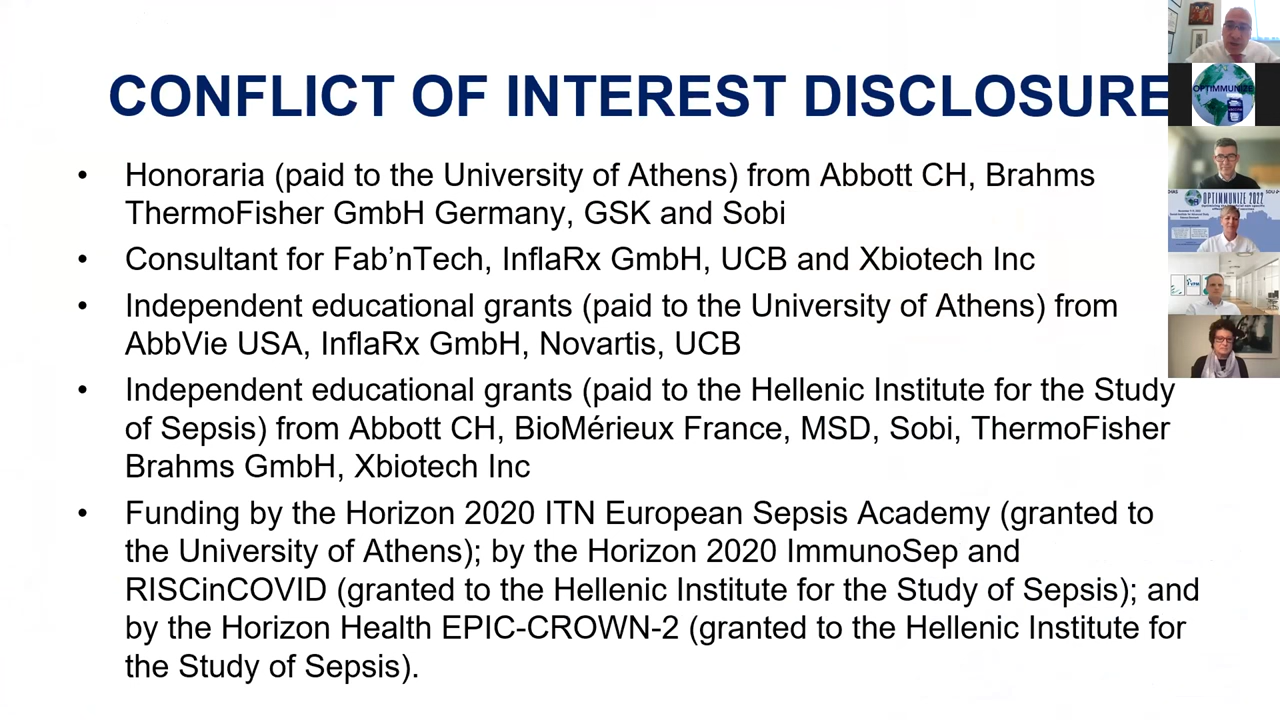 CONFLICT OF INTEREST DISCLOSURE
• Honoraria (paid to the University of Athens) from Abbott CH, Brahms
ThermoFisher GmbH Germany, GSK and Sobi
• Consultant for Fab’nTech, InflaRx GmbH, UCB and Xbiotech Inc
• Independent educational grants (paid to the University of Athens) from
AbbVie USA, InflaRx GmbH, Novartis, UCB
• Independent educational grants (paid to the Hellenic Institute for the Study
of Sepsis) from Abbott CH, BioMérieux France, MSD, Sobi, ThermoFisher
Brahms GmbH, Xbiotech Inc
• Funding by the Horizon 2020 ITN European Sepsis Academy (granted to
the University of Athens); by the Horizon 2020 ImmunoSep and
RISCinCOVID (granted to the Hellenic Institute for the Study of Sepsis); and
by the Horizon Health EPIC-CROWN-2 (granted to the Hellenic Institute for
the Study of Sepsis).
OPTIMMUNIZE
OPTIMMUNIZE 2022